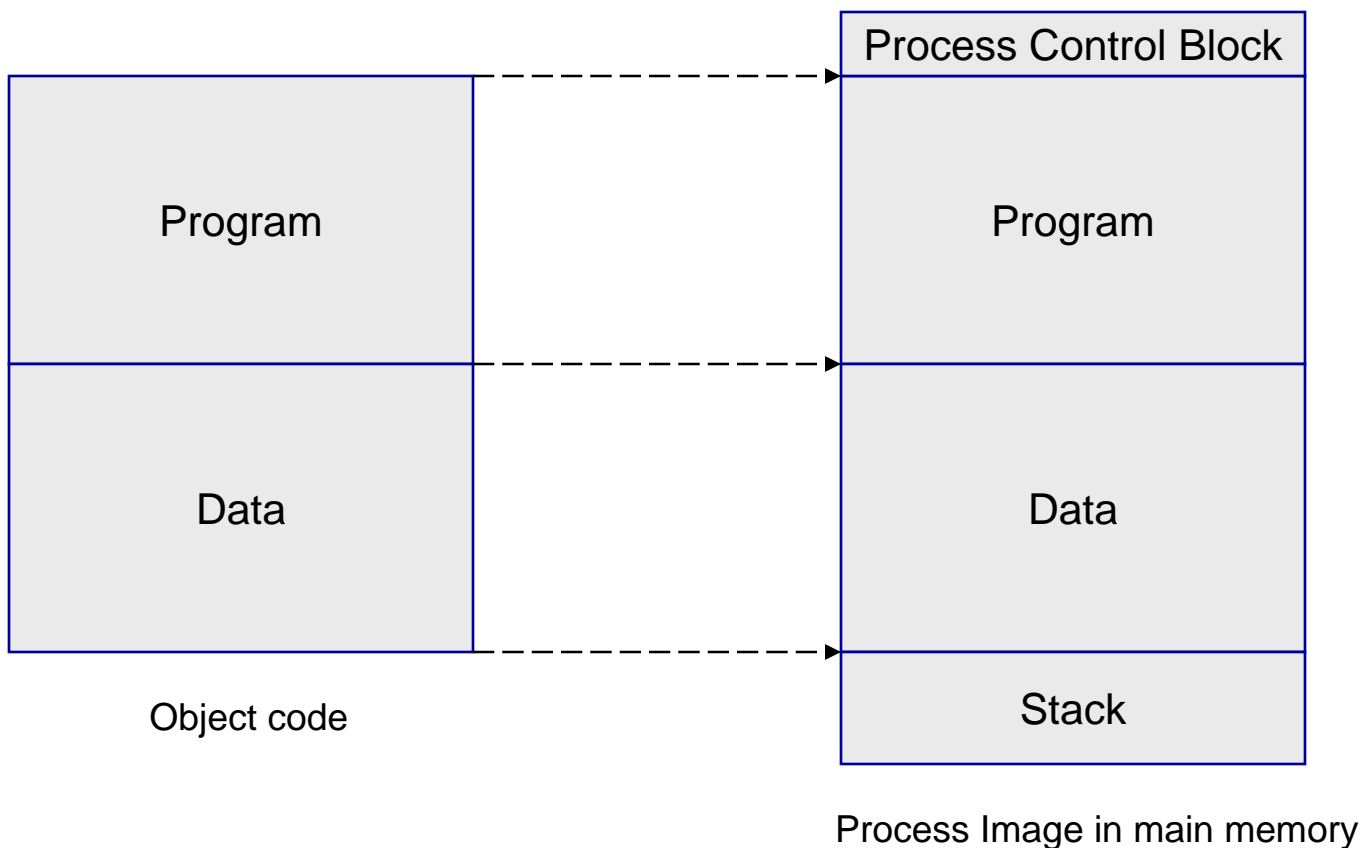 Process Control Block
Program
Program
Data
Data
Stack
Object code
Process Image in main memory